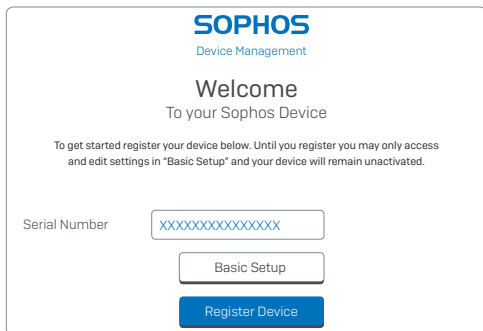 SOPHOS
Device Management
Welcome
To your Sophos Device
To get started register your device below. Until you register you may only access
and edit settings in “Basic Setup” and your device will remain unactivated.
Serial Number
XXXXXXXXXXXXXXX
Basic Setup
Register Device